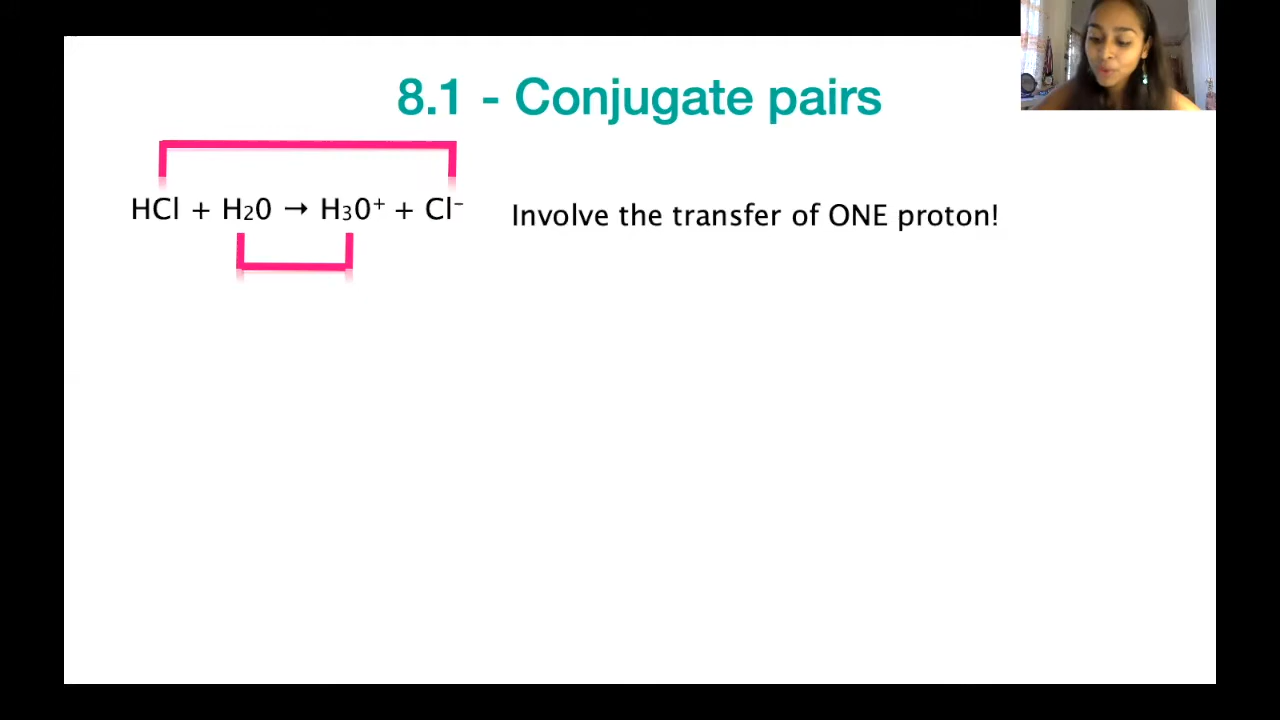 8.1 - Conjugate pairs
HCl + H₂0 → H₃0⁺ + Cl⁻
Involve the transfer of ONE proton!